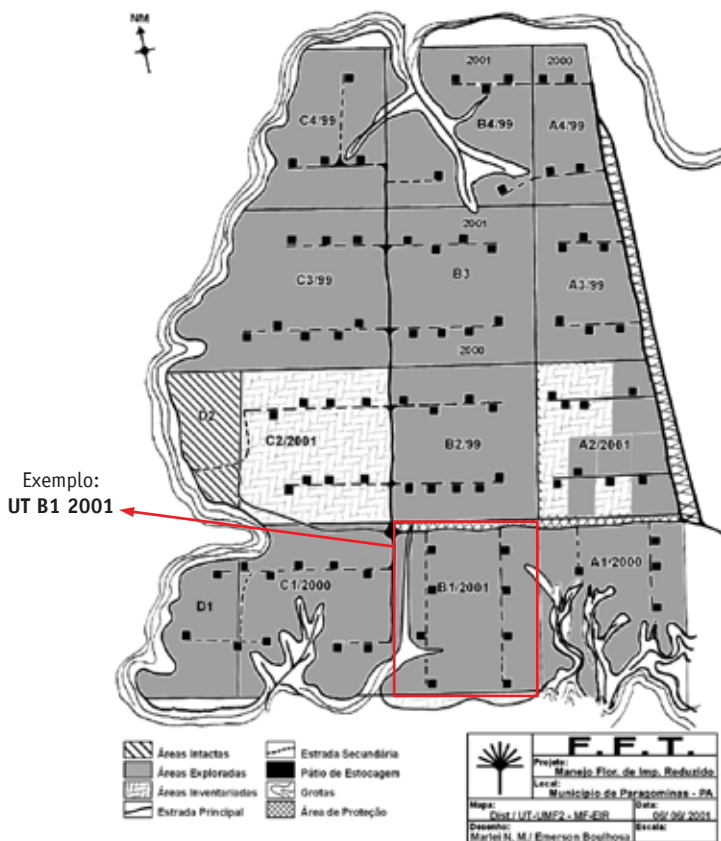 NM
2001
2000
C4/99
B4/99
A4/99
2001
C3/99
B3
A3/99
2000
D2
C2/2001
B2/99
A2/2001
Exemplo:
UT B1 2001
C1/2000
B1/2001
A1/2000
D1
Áreas Intactas
Áreas Exploradas
Áreas Inventariadas
Estrada Principal
Estrada Secundária
Pátio de Estocagem
Grotas
Área de Proteção
F. F. T.
Projeto:
Manejo Flor. de Imp. Reduzido
Local:
Município de Paragominas - PA
Mapa:
Dist./ UT-UMF2 - MF-EIR
Data:
06/ 06/ 2001
Desenho:
Marlei N. M./ Emerson Boulhosa
Escala: